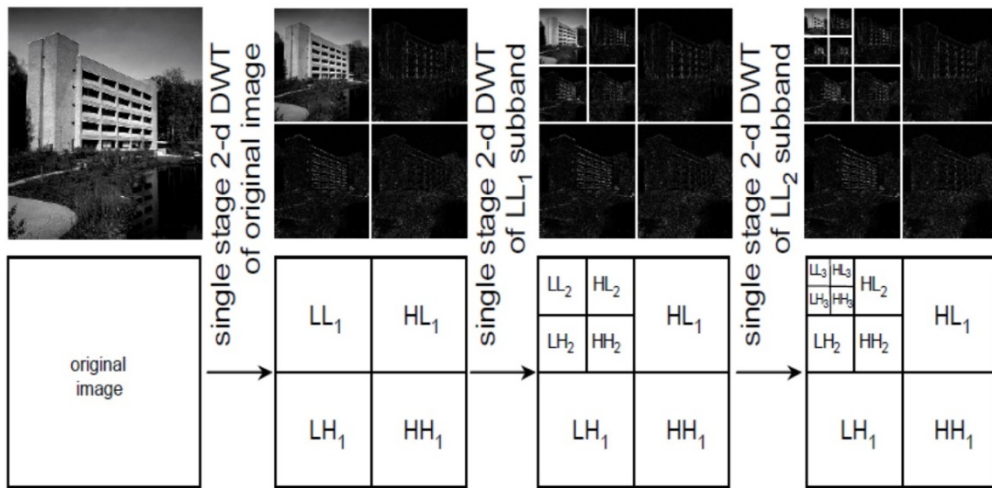 single stage 2-d DWT
of original image
single stage 2-d DWT
of LL1 subband
single stage 2-d DWT
of LL2 subband
original
image
LL1 HL1
LH1 HH1
LL2 HL2
LH2 HH2
HL1
LH1 HH1
LL3 HL3
LH3 HH3
HL2
LH2 HH2
HL1
LH1 HH1